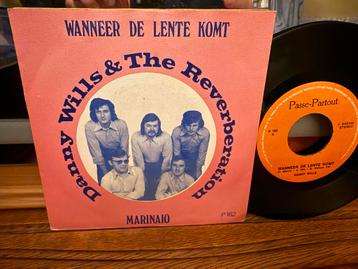 WANNEER DE LENTE KOMT
Danny Wills & The Reverberation
MARINAIO
P 162
Passe-Partout
WANNEER DE LENTE KOMT
DANNY WILLS